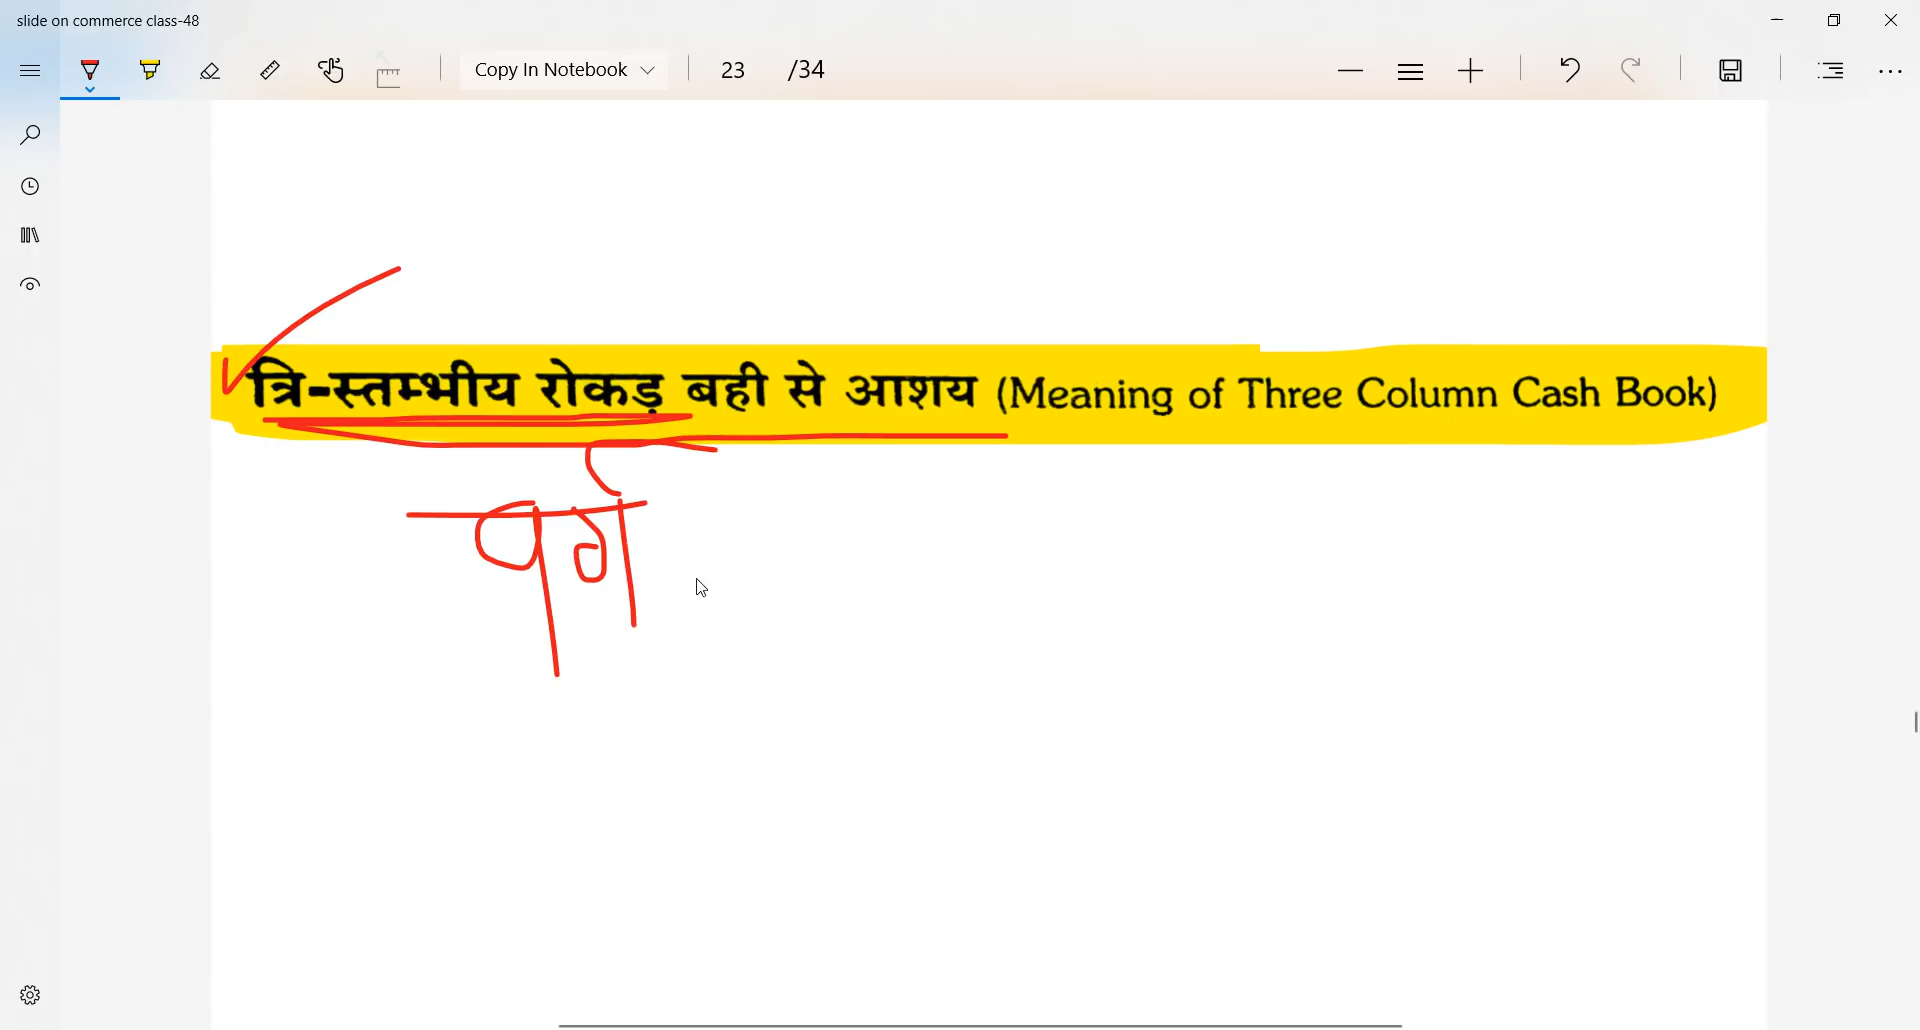 slide on commerce class-48
Copy In Notebook 23 /34
त्रि-स्तम्भीय रोकड़ बही से आशय (Meaning of Three Column Cash Book)